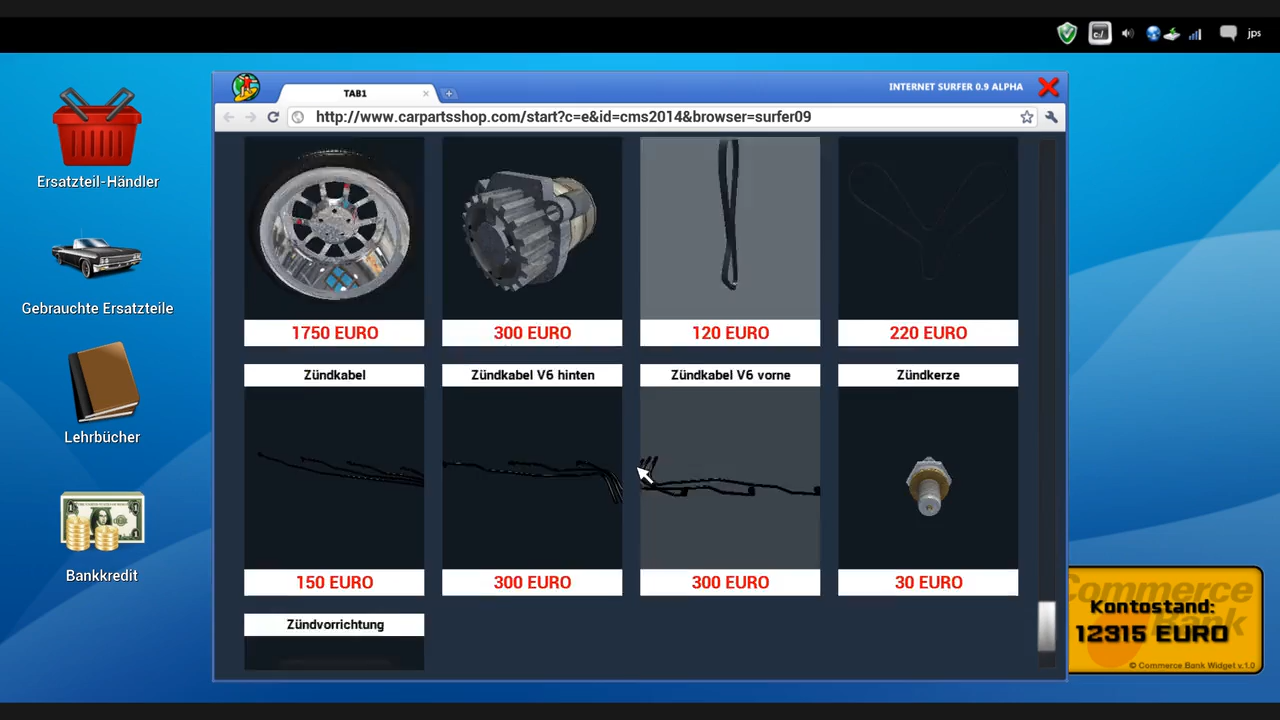 jps
TAB1
INTERNET SURFER 0.9 ALPHA
http://www.carpartsshop.com/start?c=e&id=cms2014&browser=surfer09
Ersatzteil-Händler
Gebrauchte Ersatzteile
Lehrbücher
Bankkredit
1750 EURO
300 EURO
120 EURO
220 EURO
Zündkabel
Zündkabel V6 hinten
Zündkabel V6 vorne
Zündkerze
150 EURO
300 EURO
300 EURO
30 EURO
Zündvorrichtung
Commerce
Bank
Kontostand:
12315 EURO
© Commerce Bank Widget v.1.0